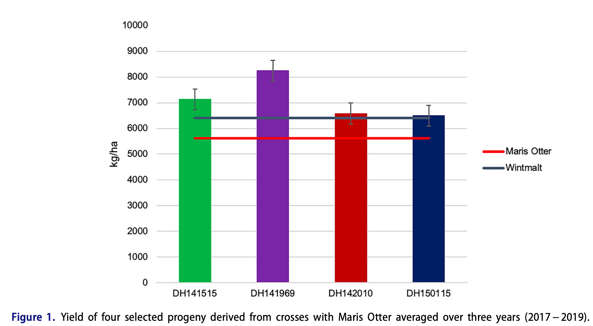 10000
9000
8000
7000
6000
5000
4000
3000
2000
1000
0
kg/ha
DH141515 DH141969 DH142010 DH150115
Maris Otter
Wintmalt
Figure 1. Yield of four selected progeny derived from crosses with Maris Otter averaged over three years (2017 – 2019).